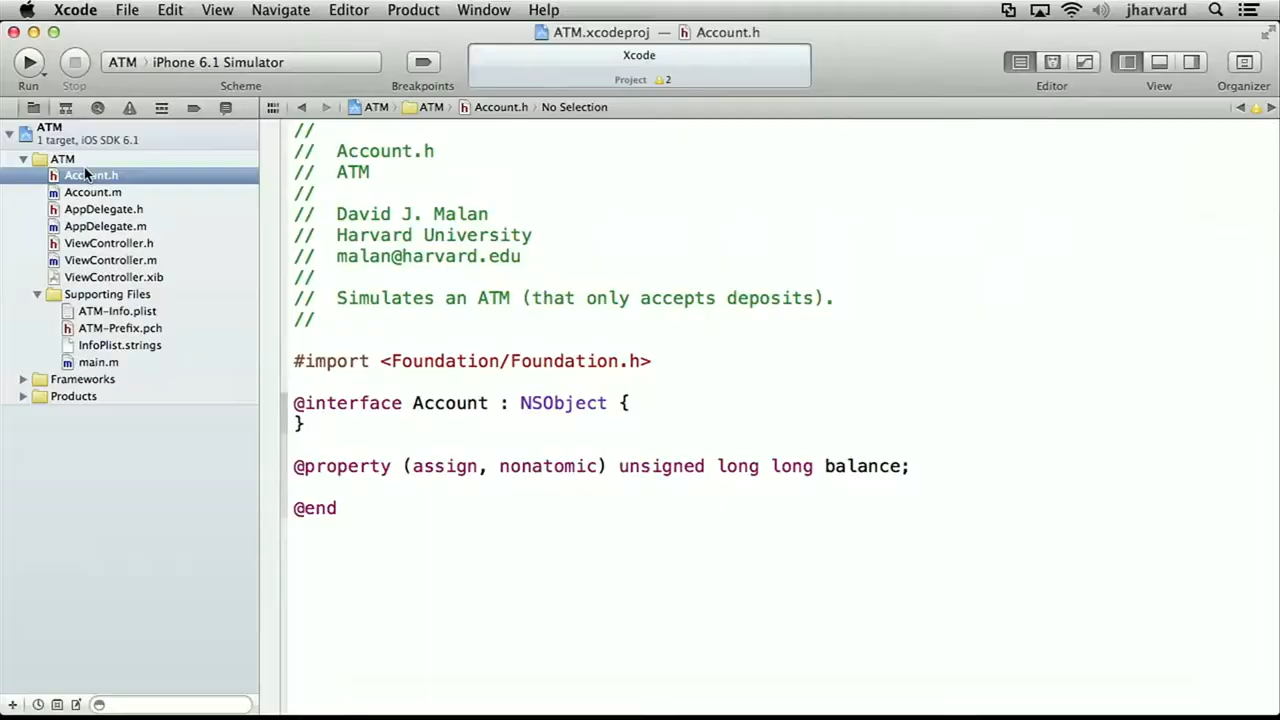 Xcode File Edit View Navigate Editor Product Window Help jharvard
ATM.xcodeproj — Account.h
ATM iPhone 6.1 Simulator
Xcode
Project 2
Run Stop Scheme Breakpoints Editor View Organizer
ATM ATM Account.h No Selection
ATM
1 target, iOS SDK 6.1
ATM
Account.h
Account.m
AppDelegate.h
AppDelegate.m
ViewController.h
ViewController.m
ViewController.xib
Supporting Files
ATM-Info.plist
ATM-Prefix.pch
InfoPlist.strings
main.m
Frameworks
Products
//
// Account.h
// ATM
//
// David J. Malan
// Harvard University
// malan@harvard.edu
//
// Simulates an ATM (that only accepts deposits).
//
#import <Foundation/Foundation.h>
@interface Account : NSObject {
}
@property (assign, nonatomic) unsigned long long balance;
@end